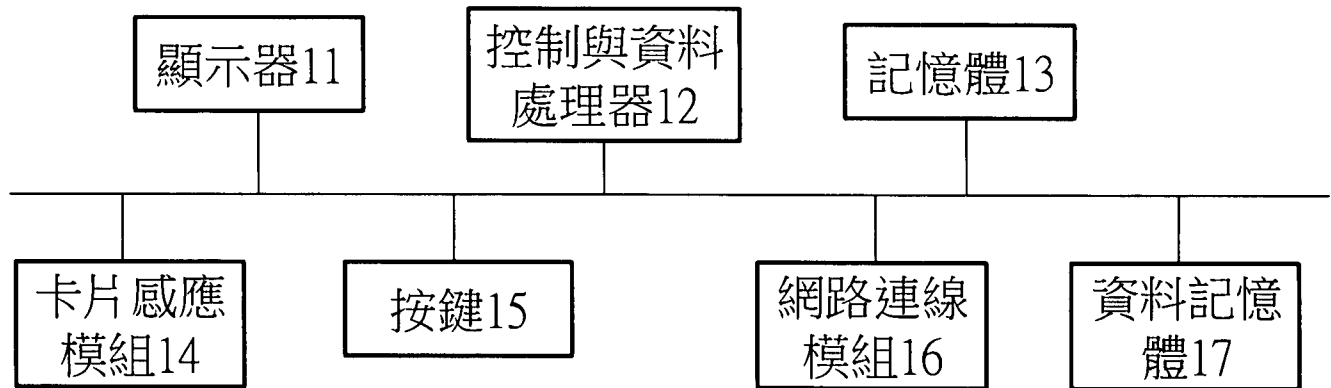 顯示器11
控制與資料
處理器12
記憶體13
卡片感應
模組14
按鍵15
網路連線
模組16
資料記憶
體17